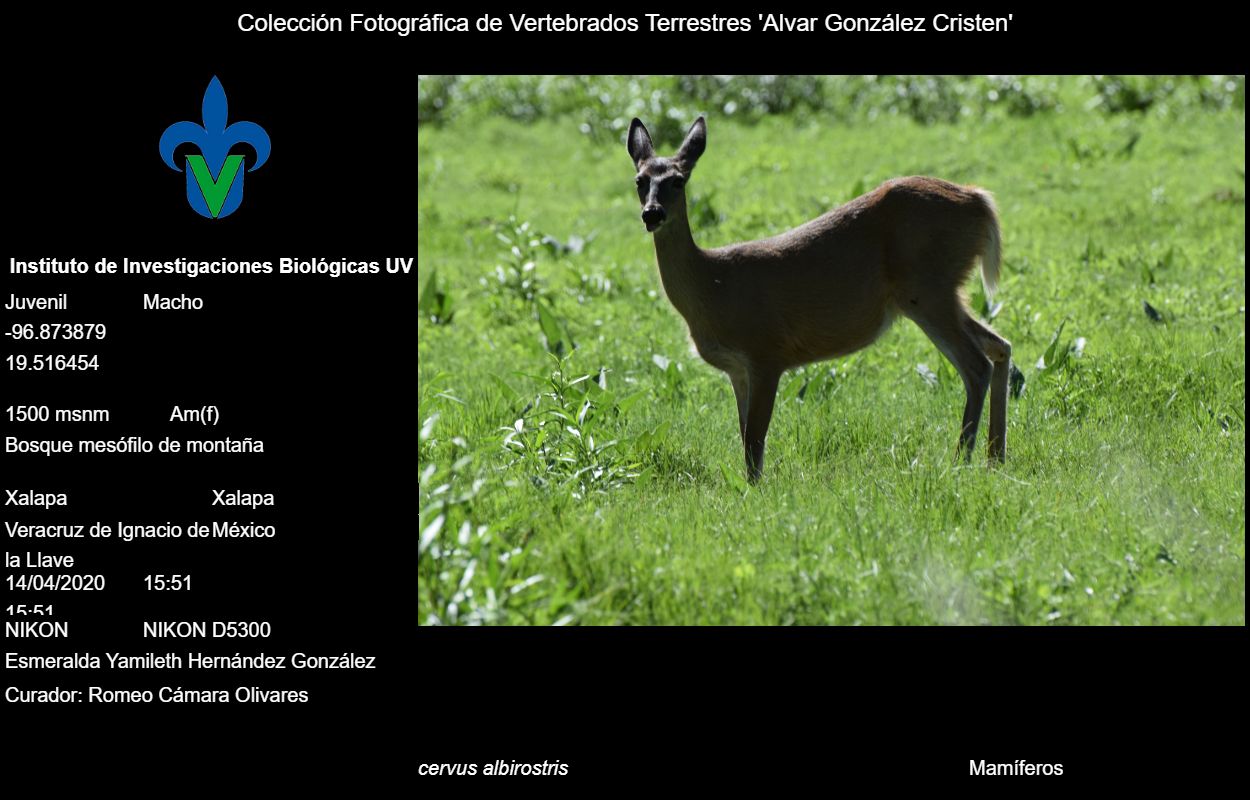 Colección Fotográfica de Vertebrados Terrestres 'Alvar González Cristen'
V
Instituto de Investigaciones Biológicas UV
Juvenil Macho
-96.873879
19.516454
1500 msnm Am(f)
Bosque mesófilo de montaña
Xalapa Xalapa
Veracruz de Ignacio de México
la Llave
14/04/2020 15:51
15:51
NIKON NIKON D5300
Esmeralda Yamileth Hernández González
Curador: Romeo Cámara Olivares
cervus albirostris Mamíferos